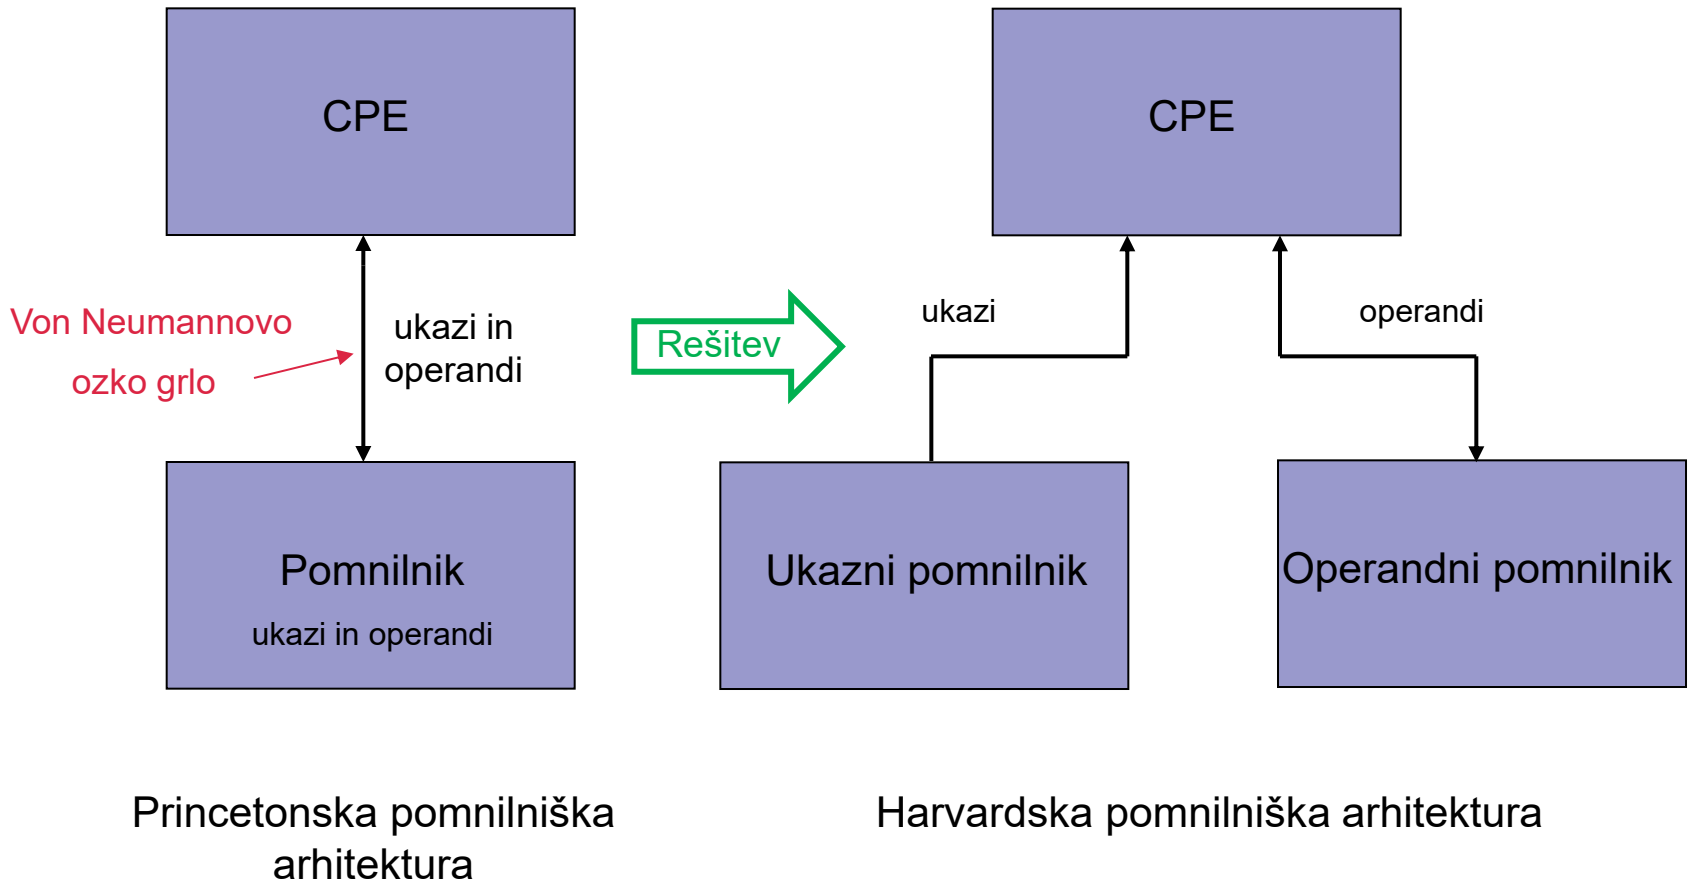 CPE
CPE
Von Neumannovo
ozko grlo
ukazi in
operandi
Rešitev
ukazi
operandi
Pomnilnik
ukazi in operandi
Ukazni pomnilnik
Operandni pomnilnik
Princetonska pomnilniška
arhitektura
Harvardska pomnilniška arhitektura